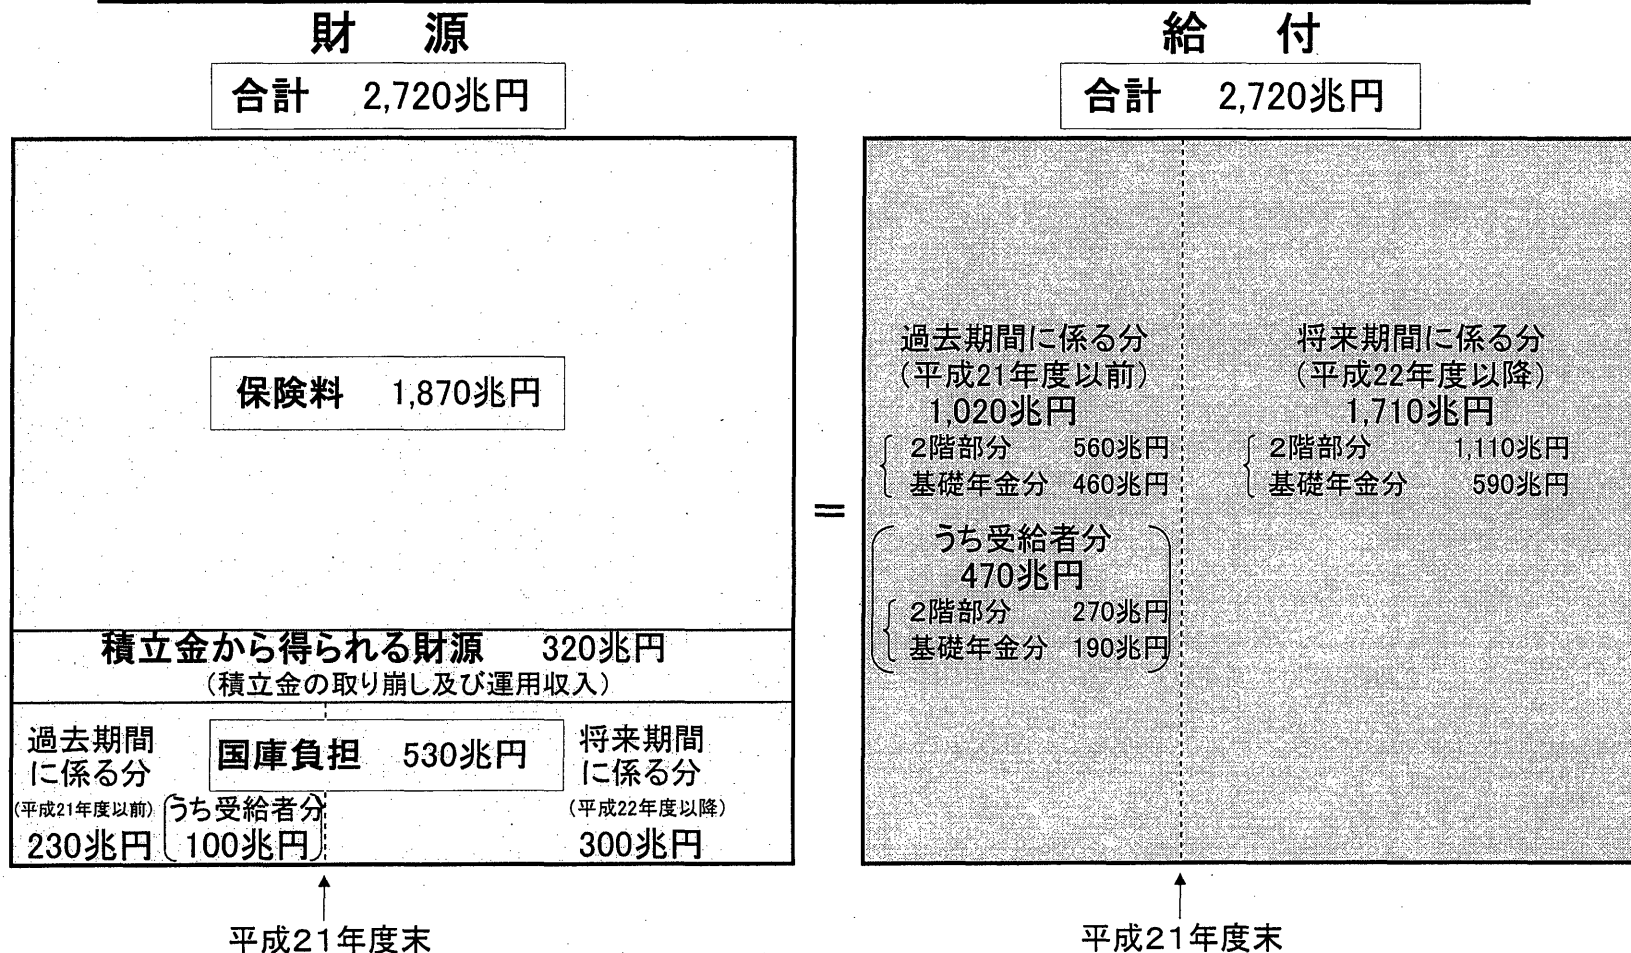 財　源
合計　2,720兆円
保険料　1,870兆円
積立金から得られる財源　320兆円
（積立金の取り崩し及び運用収入）
過去期間
に係る分
（平成21年度以前）
230兆円
うち受給者分
100兆円
国庫負担　530兆円
将来期間
に係る分
（平成22年度以降）
300兆円
平成21年度末
＝
給　付
合計　2,720兆円
過去期間に係る分
（平成21年度以前）
1,020兆円
２階部分　560兆円
基礎年金分　460兆円
うち受給者分
470兆円
２階部分　270兆円
基礎年金分　190兆円
将来期間に係る分
（平成22年度以降）
1,710兆円
２階部分　1,110兆円
基礎年金分　590兆円
平成21年度末